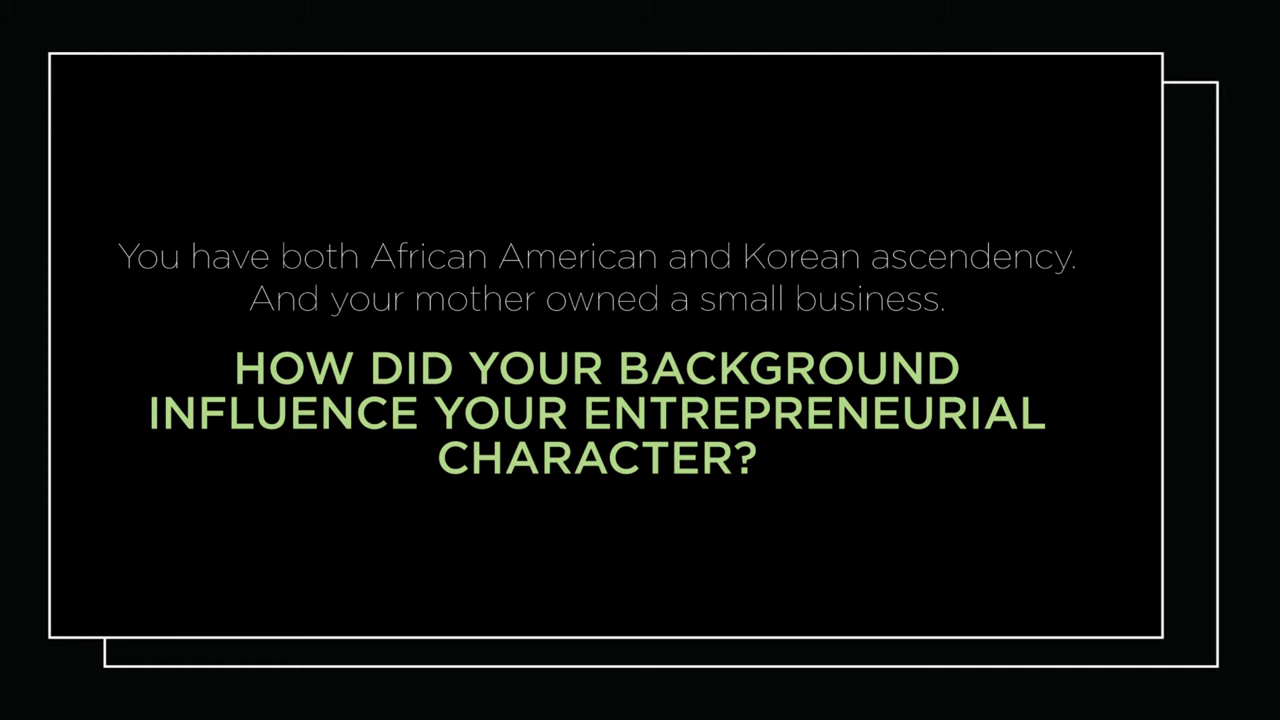 You have both African American and Korean ascendency.
And your mother owned a small business.
HOW DID YOUR BACKGROUND
INFLUENCE YOUR ENTREPRENEURIAL
CHARACTER?